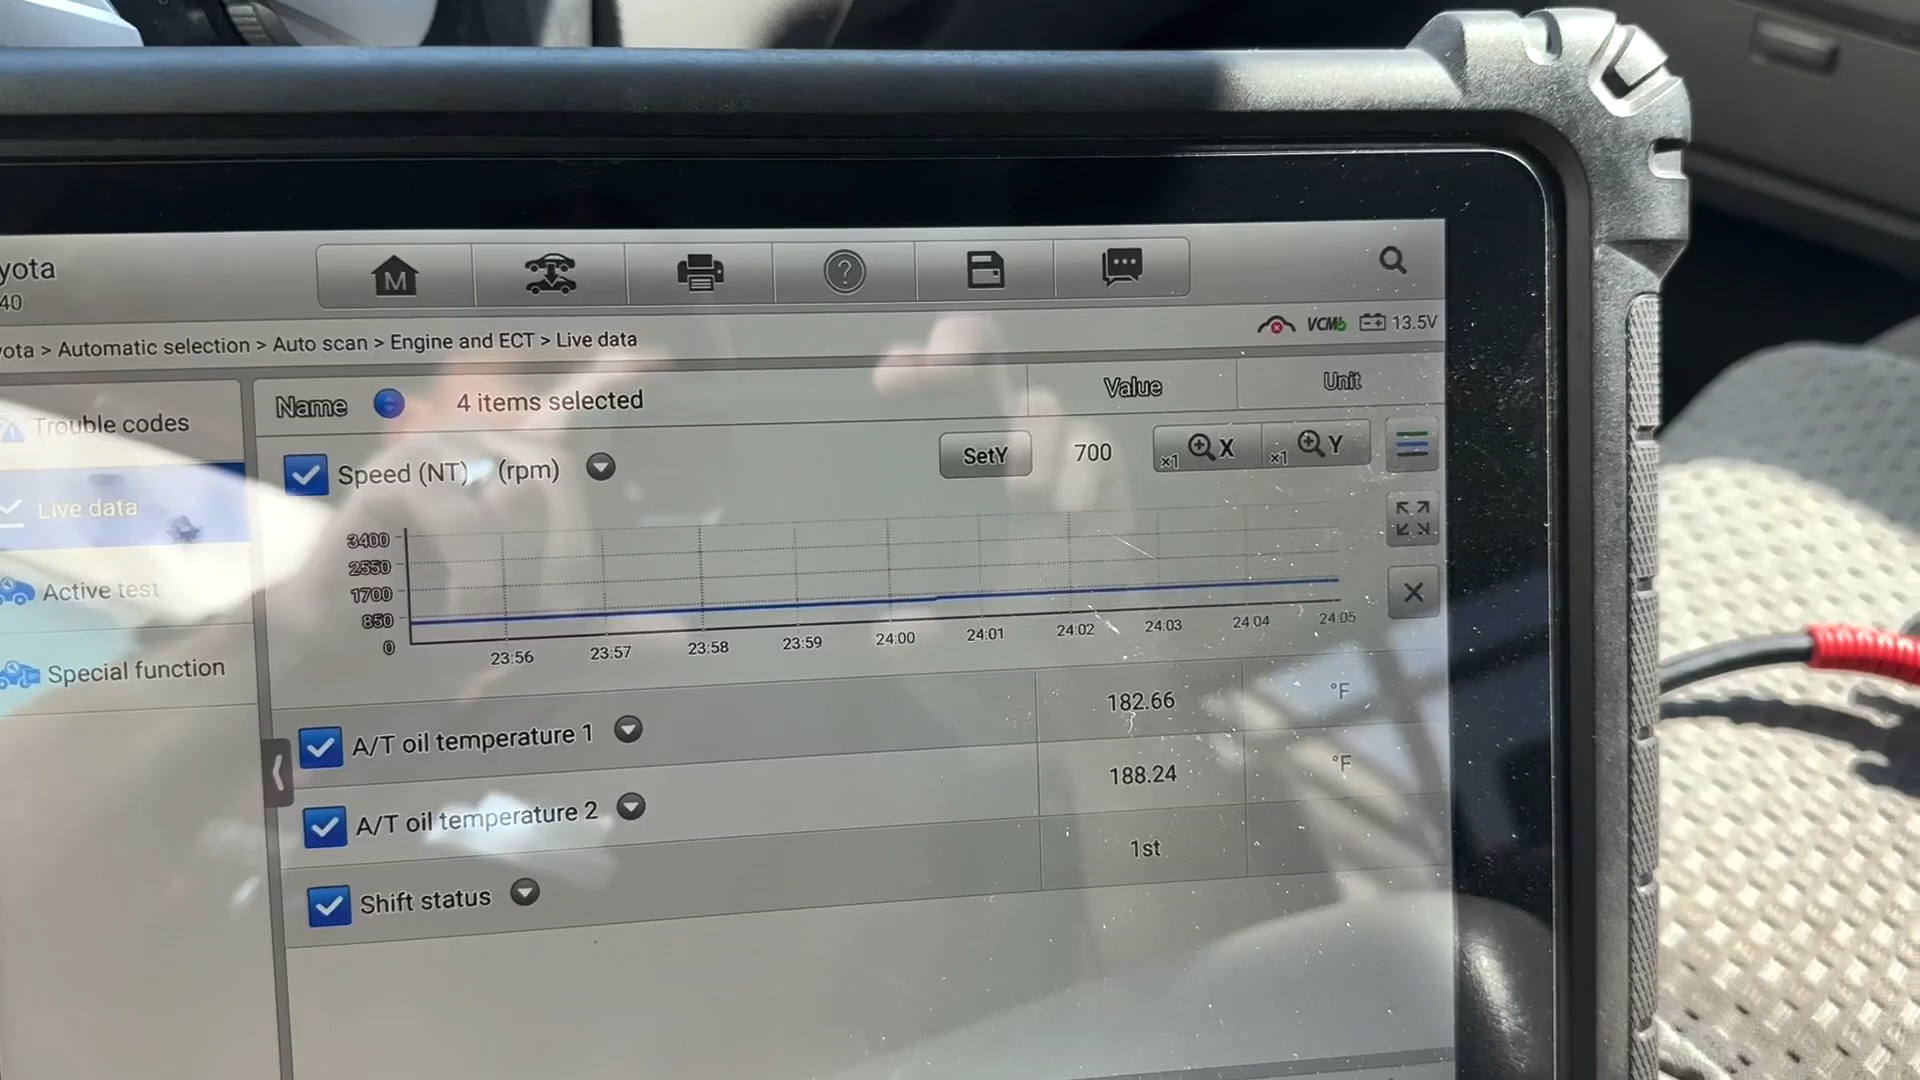 yota
40
M
?
ota > Automatic selection > Auto scan > Engine and ECT > Live data
VCMI
13.5V
Trouble codes
Live data
Active test
Special function
Name
4 items selected
Value
Unit
Speed (NT) (rpm)
SetY
700
x1 X
x1 Y
3400
2550
1700
850
0
23:56
23:57
23:58
23:59
24:00
24:01
24:02
24:03
24:04
24:05
A/T oil temperature 1
182.66
°F
A/T oil temperature 2
188.24
°F
Shift status
1st